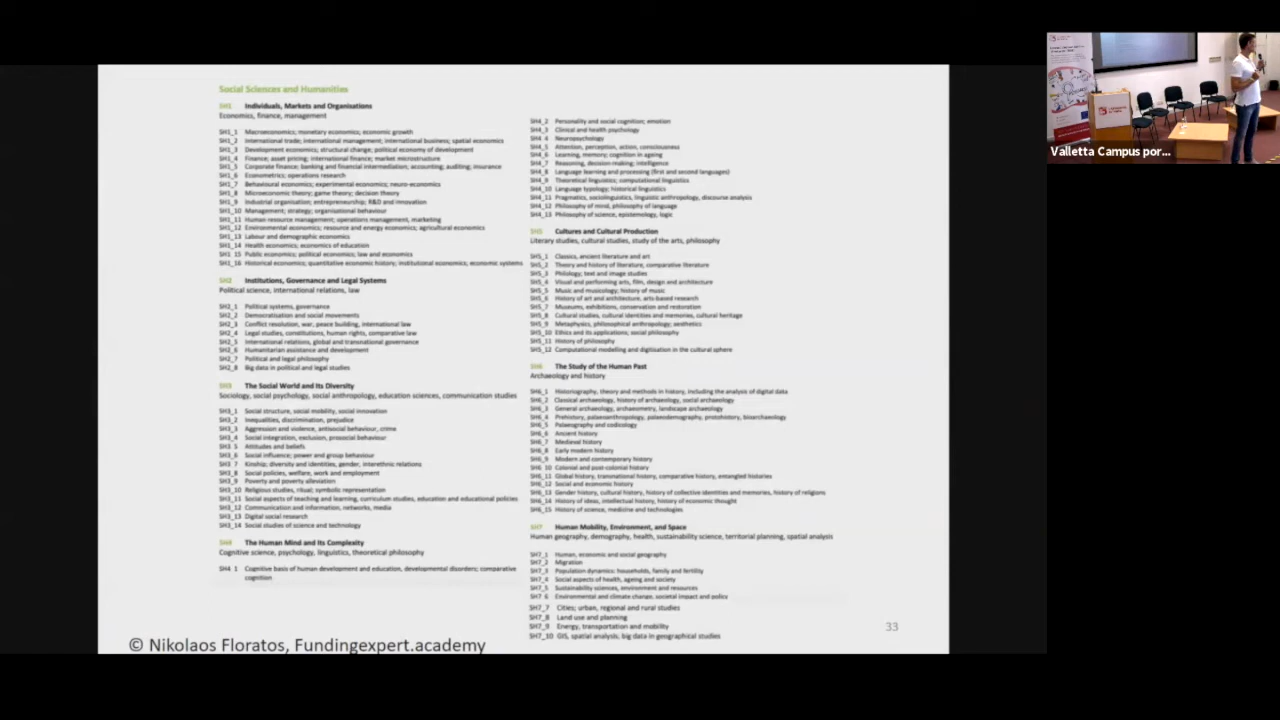 Social Sciences and Humanities
SH1 Individuals, Markets and Organisations
Economics, finance, management
SH1_1 Macroeconomics; monetary economics; economic growth
SH1_2 International trade; international management; international business; spatial economics
SH1_3 Development economics; structural change; political economy of development
SH1_4 Finance; asset pricing; international finance; market microstructure
SH1_5 Corporate finance; banking and financial intermediation; accounting; auditing; insurance
SH1_6 Econometrics; operations research
SH1_7 Behavioural economics; experimental economics; neuro-economics
SH1_8 Microeconomic theory; game theory; decision theory
SH1_9 Industrial organisation; entrepreneurship; R&D and innovation
SH1_10 Management; strategy; organisational behaviour
SH1_11 Human resource management; operations management, marketing
SH1_12 Environmental economics; resource and energy economics; agricultural economics
SH1_13 Labour and demographic economics
SH1_14 Health economics; economics of education
SH1_15 Public economics; political economics; law and economics
SH1_16 Historical economics; quantitative economic history; institutional economics, economic systems
SH2 Institutions, Governance and Legal Systems
Political science, international relations, law
SH2_1 Political systems, governance
SH2_2 Democratisation and social movements
SH2_3 Conflict resolution, war, peace building, international law
SH2_4 Legal studies, constitutions, human rights, comparative law
SH2_5 International relations, global and transnational governance
SH2_6 Humanitarian assistance and development
SH2_7 Political and legal philosophy
SH2_8 Big data in political and legal studies
SH3 The Social World and Its Diversity
Sociology, social psychology, social anthropology, education sciences, communication studies
SH3_1 Social structure, social mobility, social innovation
SH3_2 Inequalities, discrimination, prejudice
SH3_3 Aggression and violence, antisocial behaviour, crime
SH3_4 Social integration, exclusion, prosocial behaviour
SH3_5 Attitudes and beliefs
SH3_6 Social influence; power and group behaviour
SH3_7 Kinship; diversity and identities, gender, interethnic relations
SH3_8 Social policies, welfare, work and employment
SH3_9 Poverty and poverty alleviation
SH3_10 Religious studies, ritual; symbolic representation
SH3_11 Social aspects of teaching and learning, curriculum studies, education and educational policies
SH3_12 Communication and information, networks, media
SH3_13 Digital social research
SH3_14 Social studies of science and technology
SH4 The Human Mind and Its Complexity
Cognitive science, psychology, linguistics, theoretical philosophy
SH4_1 Cognitive basis of human development and education, developmental disorders; comparative
cognition
SH4_2 Personality and social cognition; emotion
SH4_3 Clinical and health psychology
SH4_4 Neuropsychology
SH4_5 Attention, perception, action, consciousness
SH4_6 Learning, memory; cognition in ageing
SH4_7 Reasoning, decision-making; intelligence
SH4_8 Language learning and processing (first and second languages)
SH4_9 Theoretical linguistics; computational linguistics
SH4_10 Language typology; historical linguistics
SH4_11 Pragmatics, sociolinguistics, linguistic anthropology, discourse analysis
SH4_12 Philosophy of mind, philosophy of language
SH4_13 Philosophy of science, epistemology, logic
SH5 Cultures and Cultural Production
Literary studies, cultural studies, study of the arts, philosophy
SH5_1 Classics, ancient literature and art
SH5_2 Theory and history of literature, comparative literature
SH5_3 Philology; text and image studies
SH5_4 Visual and performing arts, film, design and architecture
SH5_5 Music and musicology; history of music
SH5_6 History of art and architecture, arts-based research
SH5_7 Museums, exhibitions, conservation and restoration
SH5_8 Cultural studies, cultural identities and memories, cultural heritage
SH5_9 Metaphysics, philosophical anthropology; aesthetics
SH5_10 Ethics and its applications; social philosophy
SH5_11 History of philosophy
SH5_12 Computational modelling and digitisation in the cultural sphere
SH6 The Study of the Human Past
Archaeology and history
SH6_1 Historiography, theory and methods in history, including the analysis of digital data
SH6_2 Classical archaeology, history of archaeology, social archaeology
SH6_3 General archaeology, archaeometry, landscape archaeology
SH6_4 Prehistory, palaeoanthropology, palaeodemography, protohistory, bioarchaeology
SH6_5 Palaeography and codicology
SH6_6 Ancient history
SH6_7 Medieval history
SH6_8 Early modern history
SH6_9 Modern and contemporary history
SH6_10 Colonial and post-colonial history
SH6_11 Global history, transnational history, comparative history, entangled histories
SH6_12 Social and economic history
SH6_13 Gender history, cultural history, history of collective identities and memories, history of religions
SH6_14 History of ideas, intellectual history, history of economic thought
SH6_15 History of science, medicine and technologies
SH7 Human Mobility, Environment, and Space
Human geography, demography, health, sustainability science, territorial planning, spatial analysis
SH7_1 Human, economic and social geography
SH7_2 Migration
SH7_3 Population dynamics: households, family and fertility
SH7_4 Social aspects of health, ageing and society
SH7_5 Sustainability sciences, environment and resources
SH7_6 Environmental and climate change, societal impact and policy
SH7_7 Cities; urban, regional and rural studies
SH7_8 Land use and planning
SH7_9 Energy, transportation and mobility
SH7_10 GIS, spatial analysis; big data in geographical studies
33
© Nikolaos Floratos, Fundingexpert.academy
Valletta Campus por...